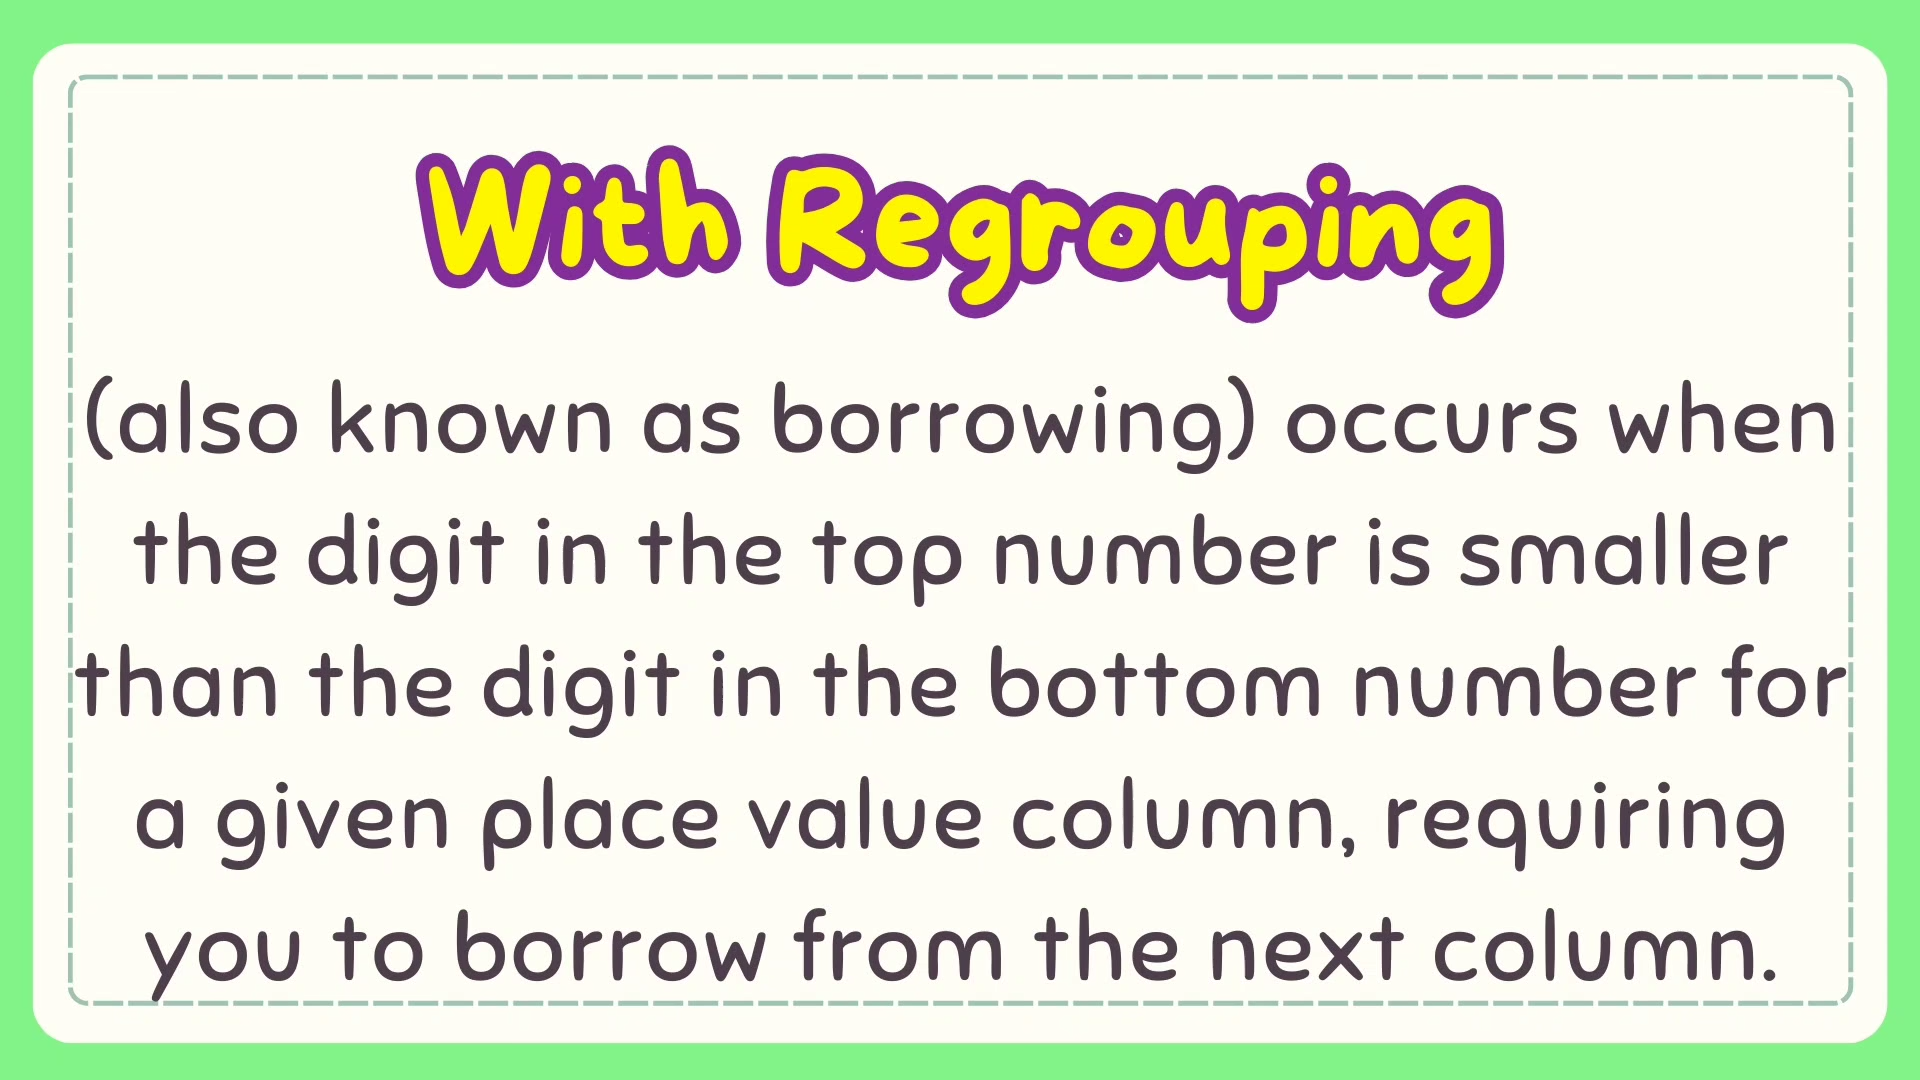 With Regrouping
(also known as borrowing) occurs when
the digit in the top number is smaller
than the digit in the bottom number for
a given place value column, requiring
you to borrow from the next column.